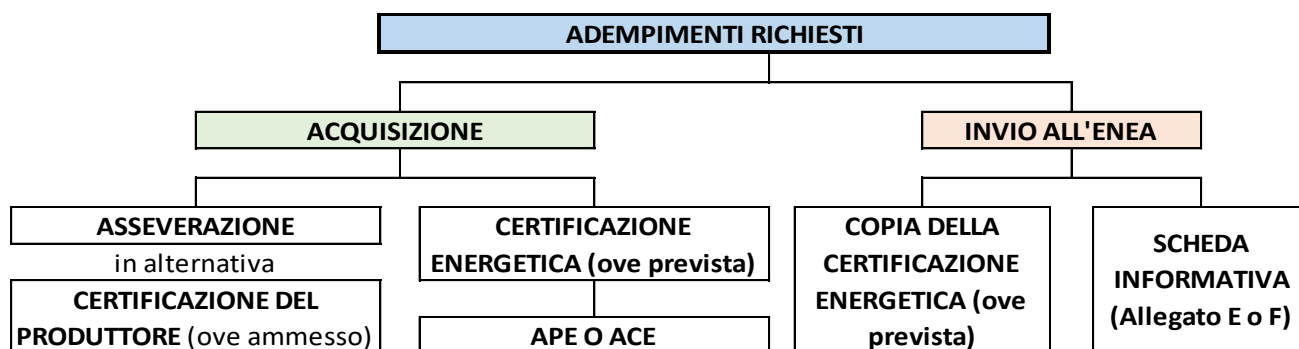 ADEMPIMENTI RICHIESTI
ACQUISIZIONE
INVIO ALL'ENEA
ASSEVERAZIONE
in alternativa
CERTIFICAZIONE DEL
PRODUTTORE (ove ammesso)
CERTIFICAZIONE
ENERGETICA (ove prevista)
APE O ACE
COPIA DELLA
CERTIFICAZIONE
ENERGETICA (ove
prevista)
SCHEDA
INFORMATIVA
(Allegato E o F)